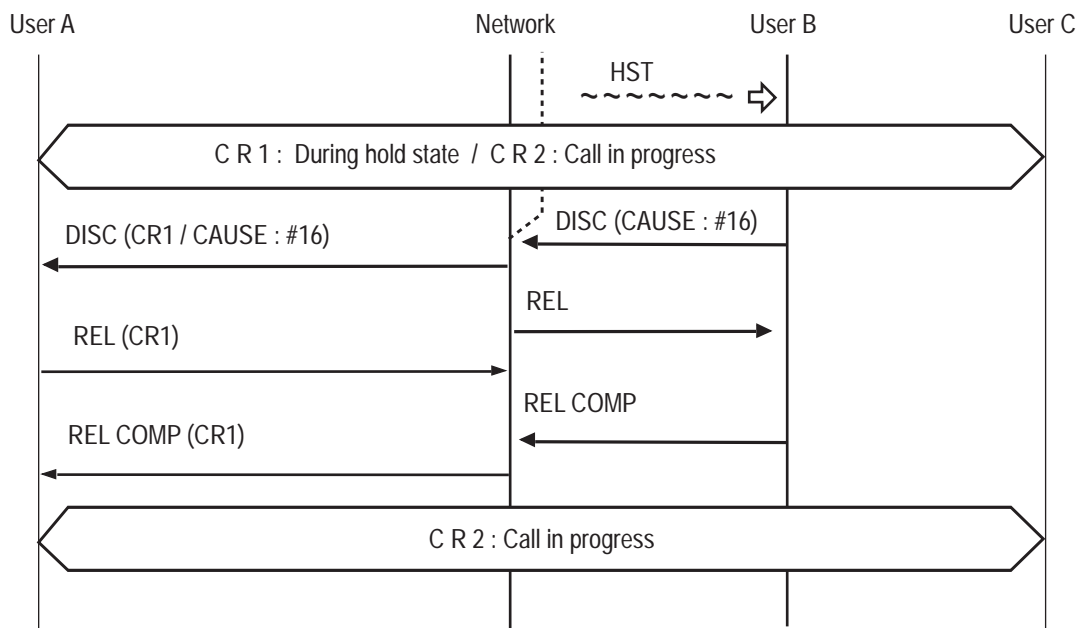 User A
Network
User B
User C
HST
~ ~ ~ ~ ~ ~ ~
C R 1 : During hold state / C R 2 : Call in progress
DISC (CAUSE : #16)
DISC (CR1 / CAUSE : #16)
REL
REL (CR1)
REL COMP
REL COMP (CR1)
C R 2 : Call in progress